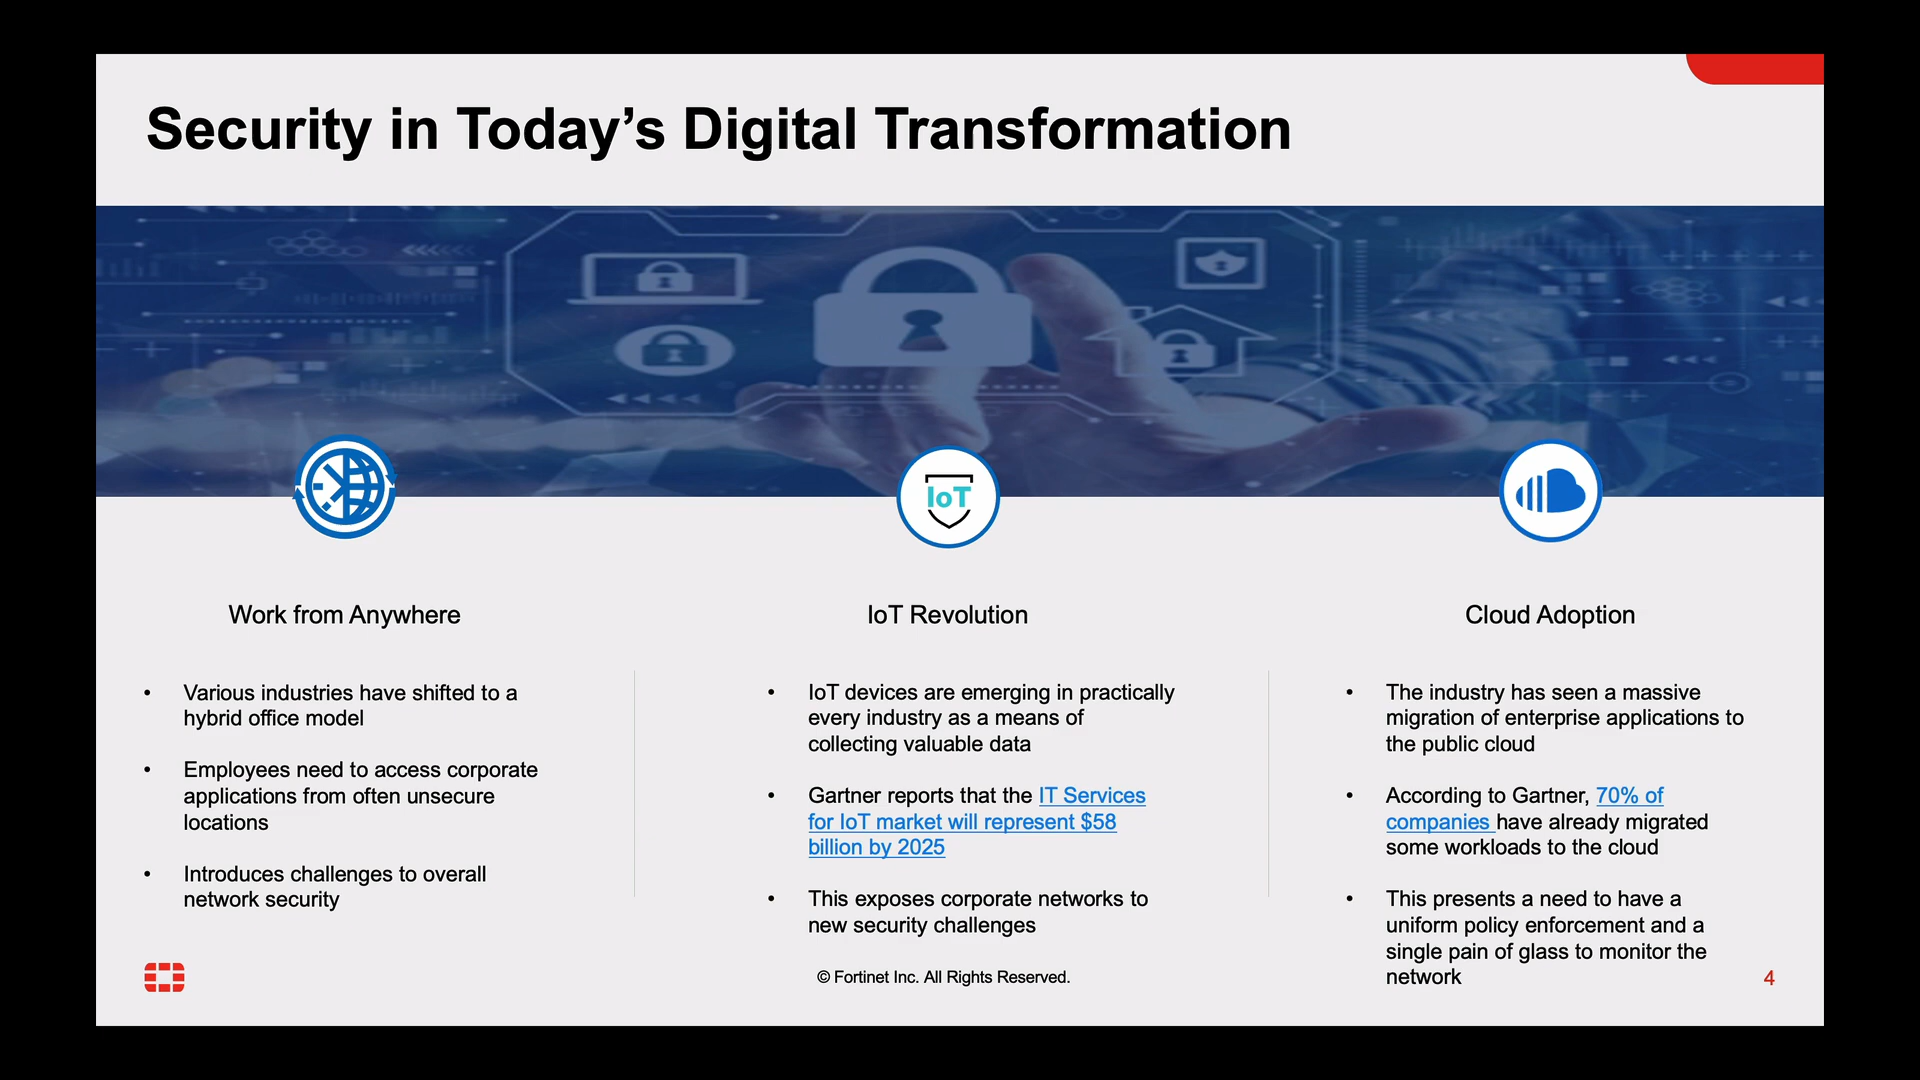 Security in Today’s Digital Transformation
IoT
Work from Anywhere
• Various industries have shifted to a
hybrid office model
• Employees need to access corporate
applications from often unsecure
locations
• Introduces challenges to overall
network security
IoT Revolution
• IoT devices are emerging in practically
every industry as a means of
collecting valuable data
• Gartner reports that the IT Services
for IoT market will represent $58
billion by 2025
• This exposes corporate networks to
new security challenges
Cloud Adoption
• The industry has seen a massive
migration of enterprise applications to
the public cloud
• According to Gartner, 70% of
companies have already migrated
some workloads to the cloud
• This presents a need to have a
uniform policy enforcement and a
single pain of glass to monitor the
network
© Fortinet Inc. All Rights Reserved.
4